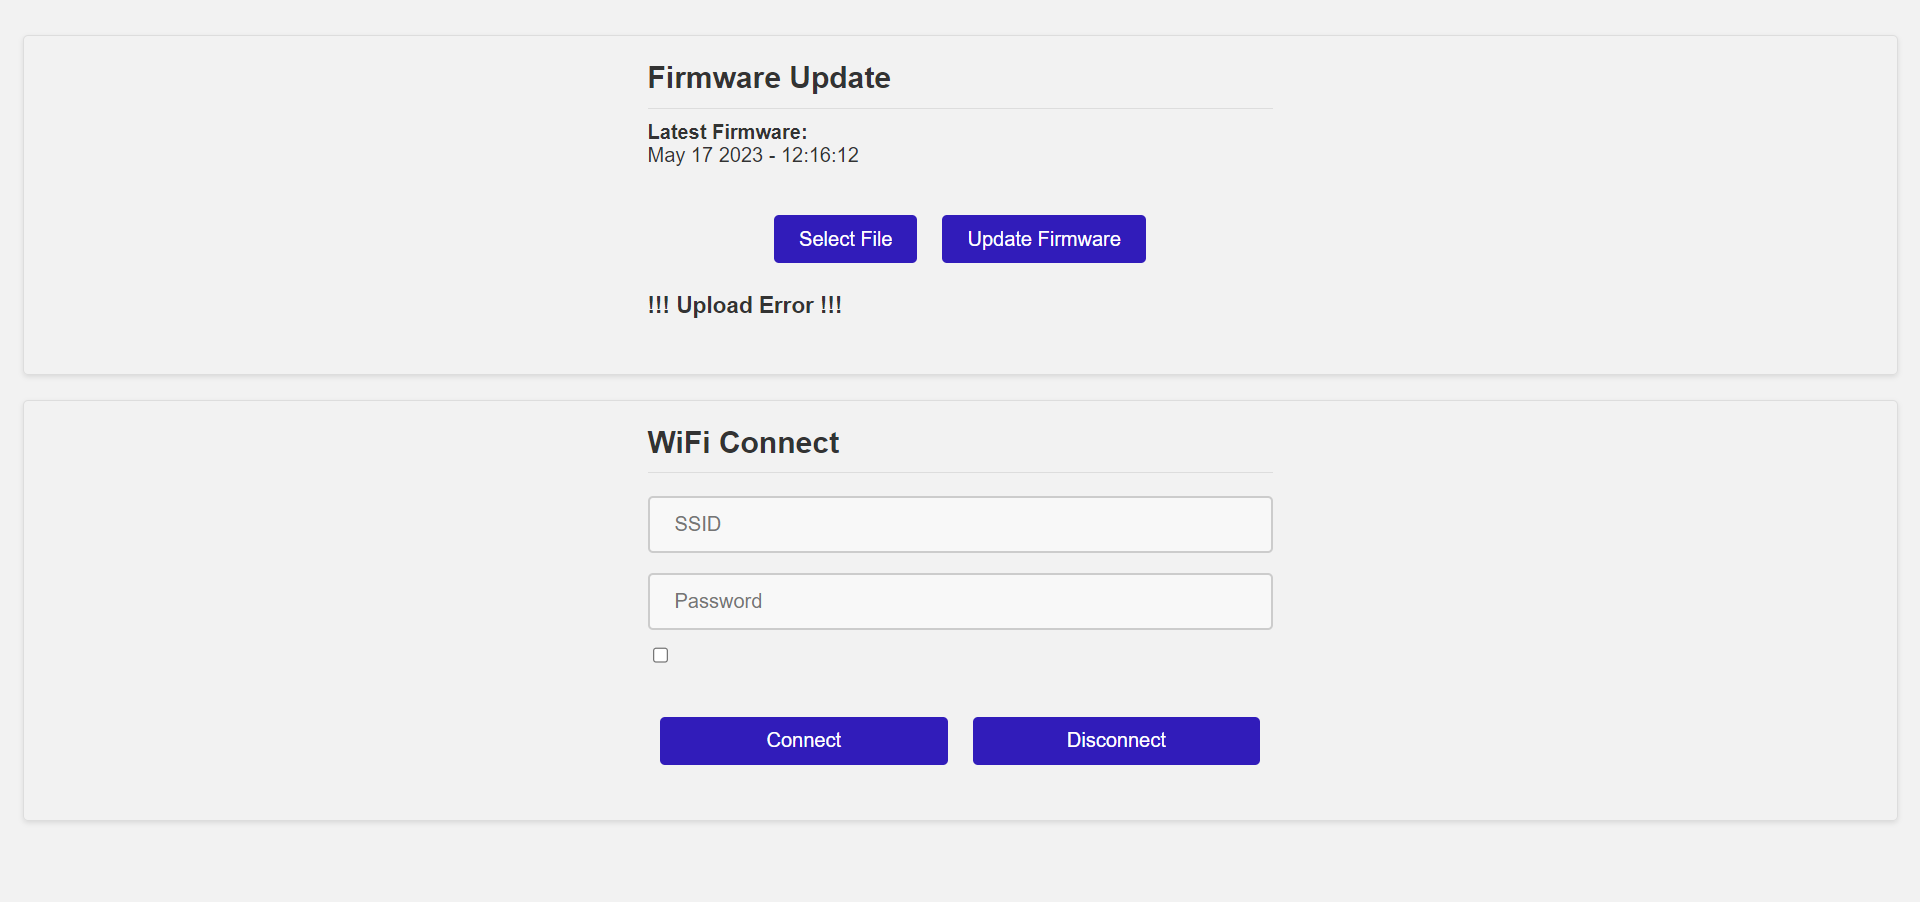 Firmware Update
Latest Firmware:
May 17 2023 - 12:16:12
Select File
Update Firmware
!!! Upload Error !!!
WiFi Connect
SSID
Password
Connect
Disconnect